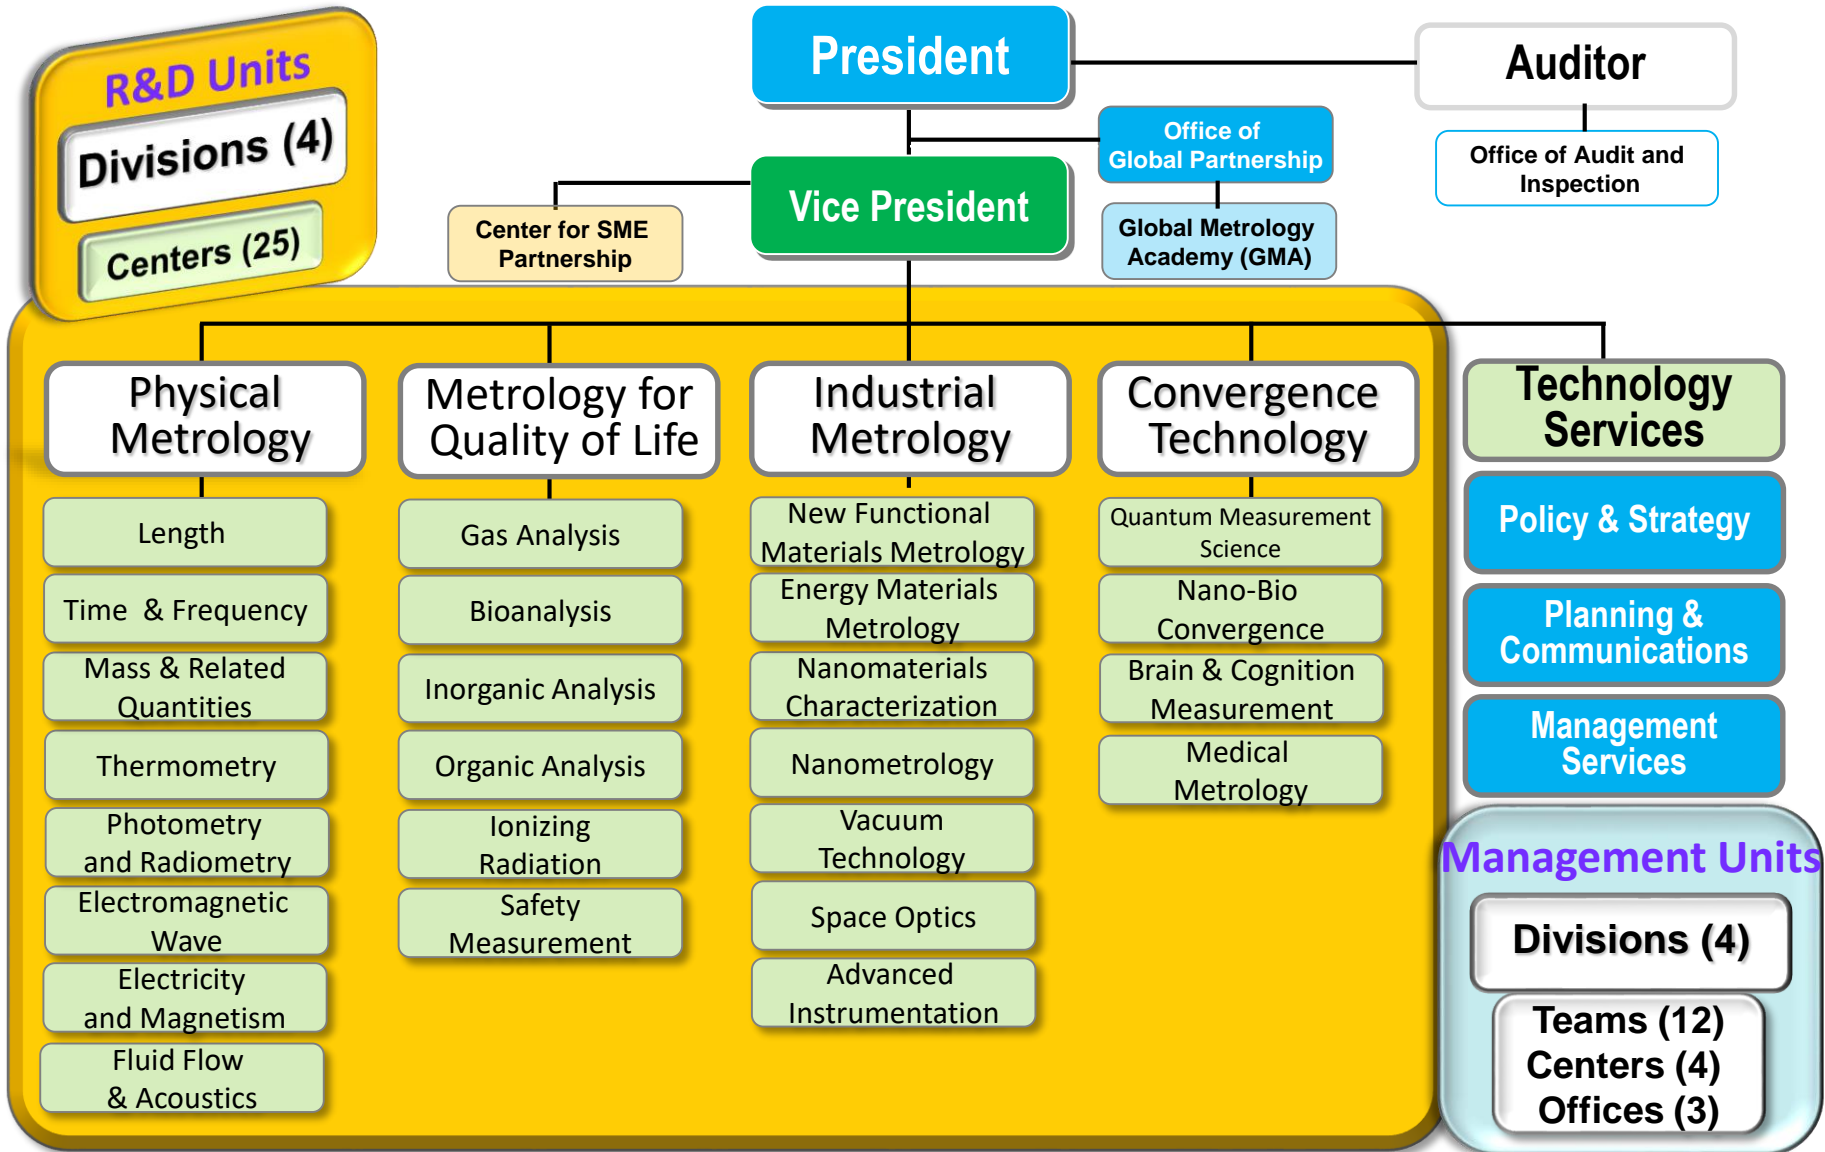 R&D Units
Divisions (4)
Centers (25)
President
Auditor
Office of
Global Partnership
Office of Audit and
Inspection
Vice President
Center for SME
Partnership
Global Metrology
Academy (GMA)
Physical
Metrology
Length
Time & Frequency
Mass & Related
Quantities
Thermometry
Photometry
and Radiometry
Electromagnetic
Wave
Electricity
and Magnetism
Fluid Flow
& Acoustics
Metrology for
Quality of Life
Gas Analysis
Bioanalysis
Inorganic Analysis
Organic Analysis
Ionizing
Radiation
Safety
Measurement
Industrial
Metrology
New Functional
Materials Metrology
Energy Materials
Metrology
Nanomaterials
Characterization
Nanometrology
Vacuum
Technology
Space Optics
Advanced
Instrumentation
Convergence
Technology
Quantum Measurement
Science
Nano-Bio
Convergence
Brain & Cognition
Measurement
Medical
Metrology
Technology
Services
Policy & Strategy
Planning &
Communications
Management
Services
Management Units
Divisions (4)
Teams (12)
Centers (4)
Offices (3)